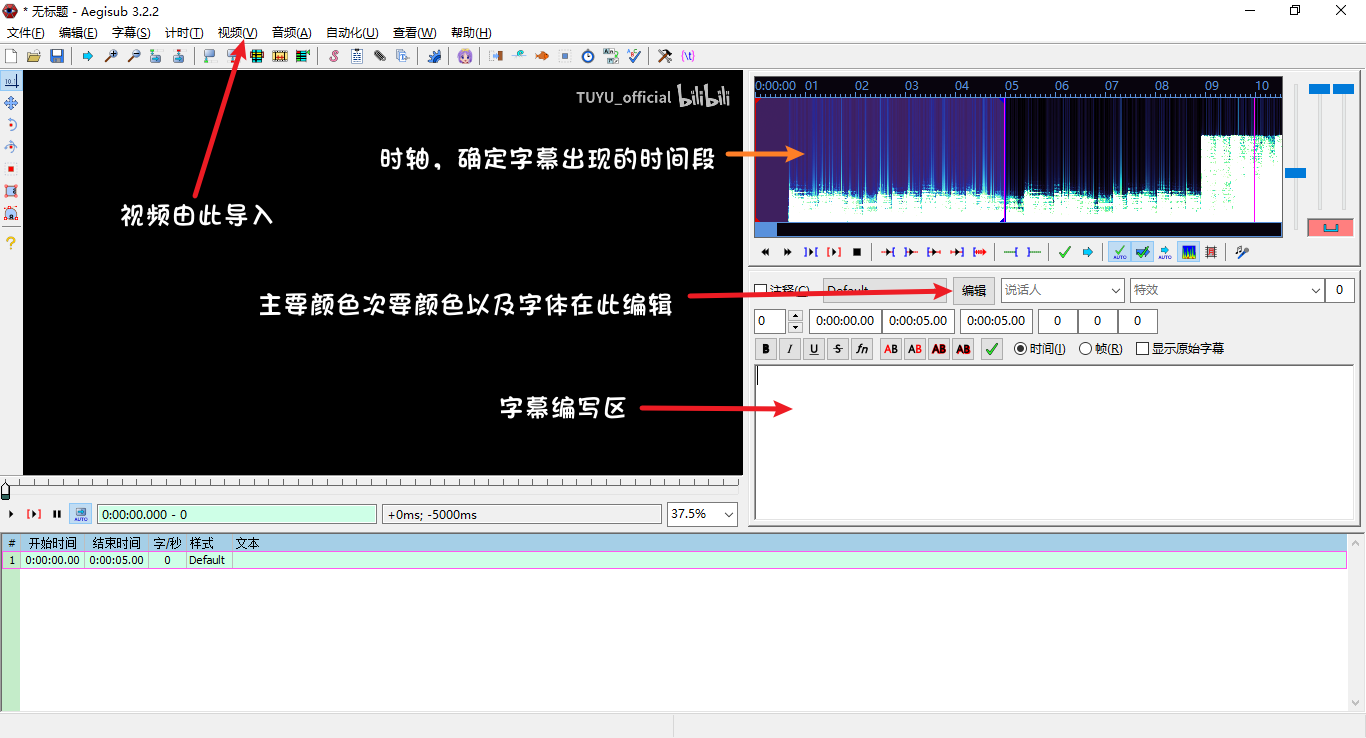 * 无标题 - Aegisub 3.2.2
文件(F) 编辑(E) 字幕(S) 计时(T) 视频(V) 音频(A) 自动化(U) 查看(W) 帮助(H)
TUYU_official bilibili
时轴，确定字幕出现的时间段
视频由此导入
主要颜色次要颜色以及字体在此编辑
字幕编写区
0:00:00 01 02 03 04 05 06 07 08 09 10
AUTO AUTO
注释(C) Default 编辑 说话人 特效 0
0 0:00:00.00 0:00:05.00 0:00:05.00 0 0 0
B I U S fn AB AB AB AB 时间(I) 帧(R) 显示原始字幕
AUTO 0:00:00.000 - 0 +0ms; -5000ms 37.5%
# 开始时间 结束时间 字/秒 样式 文本
1 0:00:00.00 0:00:05.00 0 Default